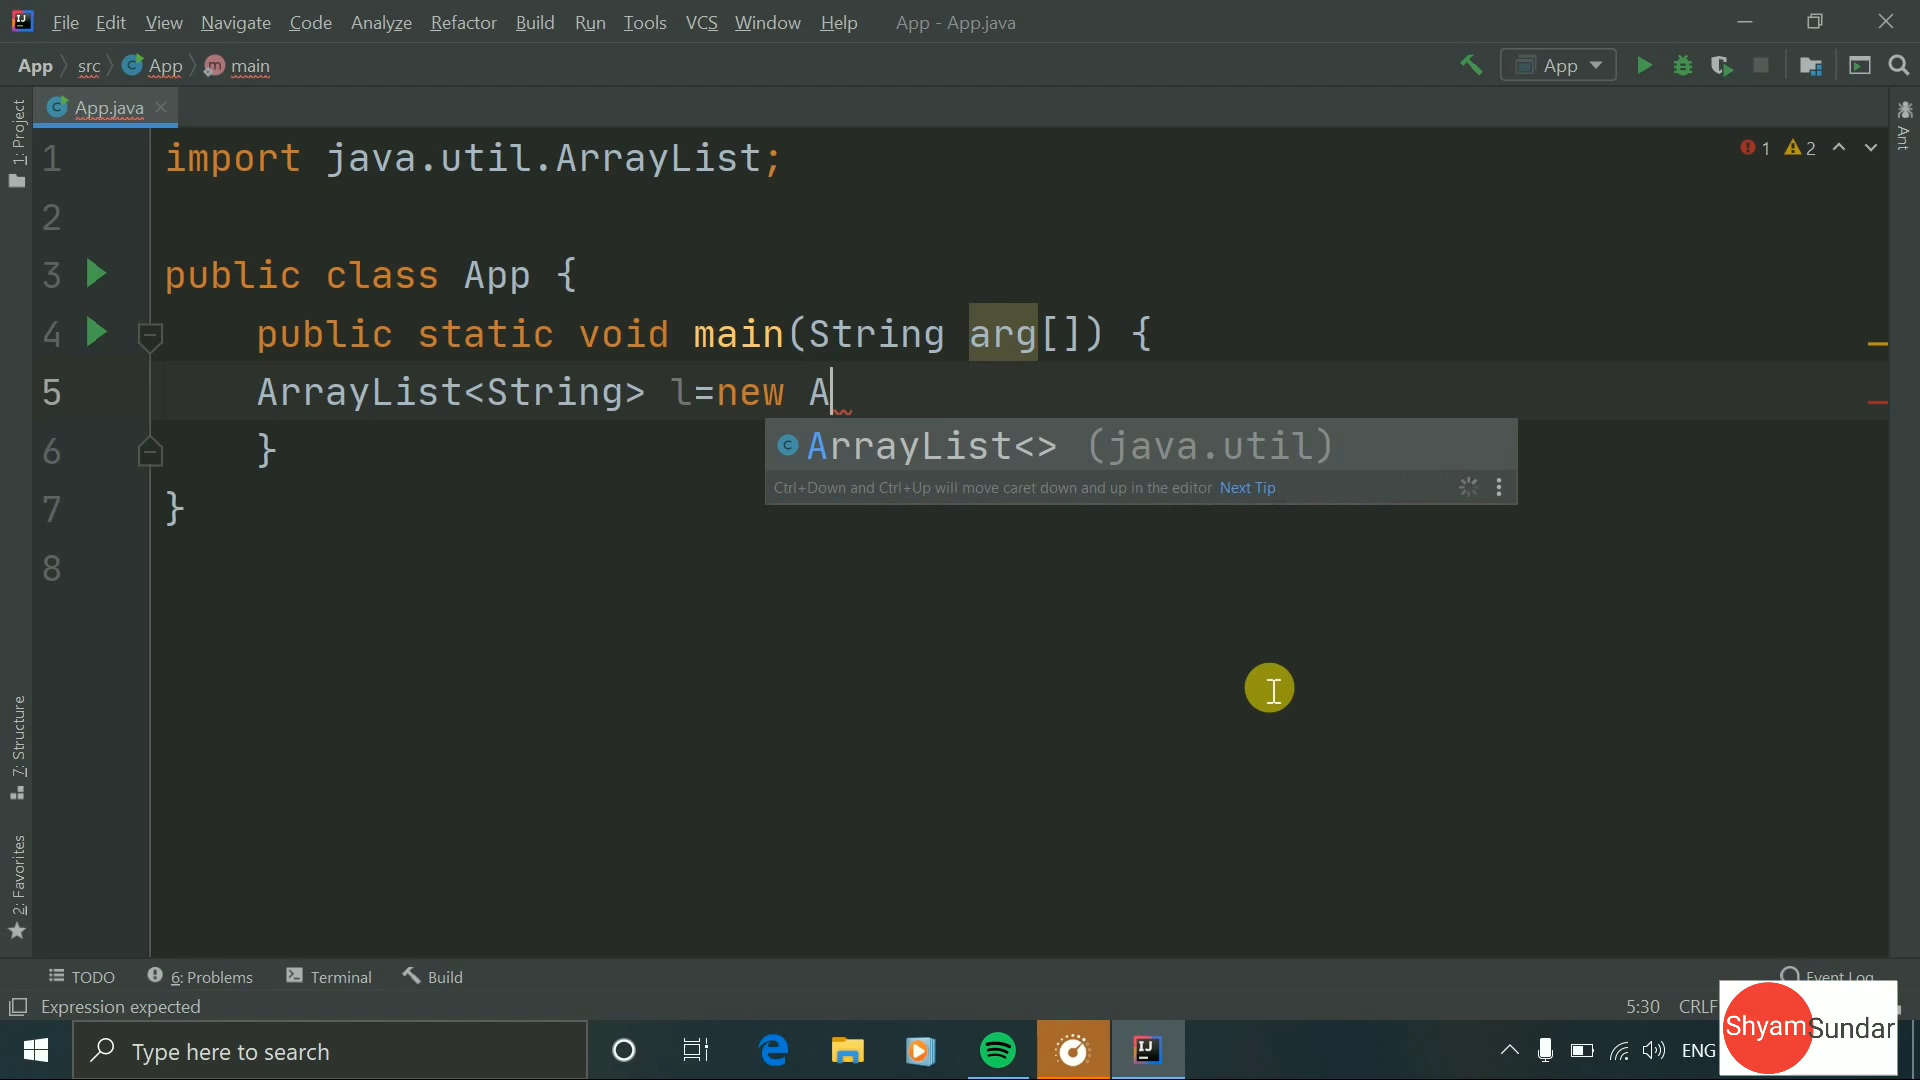 File Edit View Navigate Code Analyze Refactor Build Run Tools VCS Window Help App - App.java
App src App main App
App.java
1: Project
Ant
1 import java.util.ArrayList; 1 2
2
3 public class App {
4 public static void main(String arg[]) {
5 ArrayList<String> l=new A
ArrayList<> (java.util)
Ctrl+Down and Ctrl+Up will move caret down and up in the editor Next Tip
6 }
7 }
8
7: Structure
2: Favorites
TODO 6: Problems Terminal Build Event Log
Expression expected 5:30 CRLF
Type here to search ENG
ShyamSundar